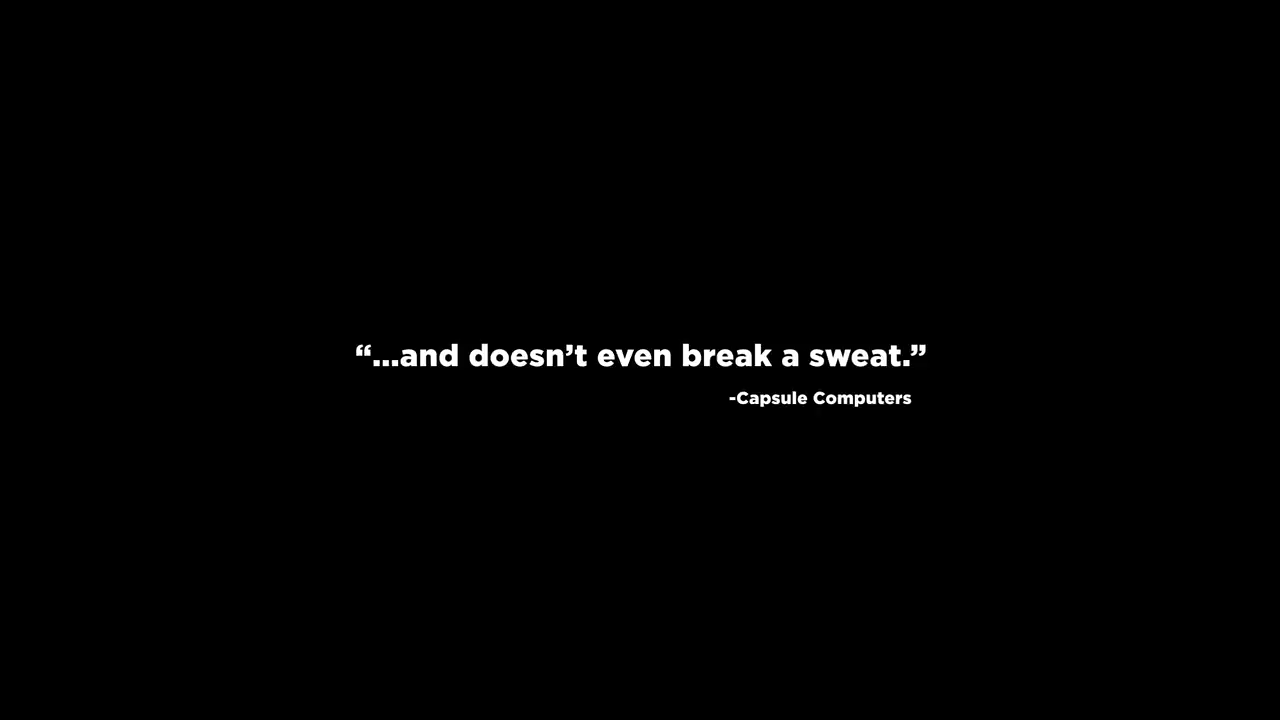 “...and doesn’t even break a sweat.”
-Capsule Computers